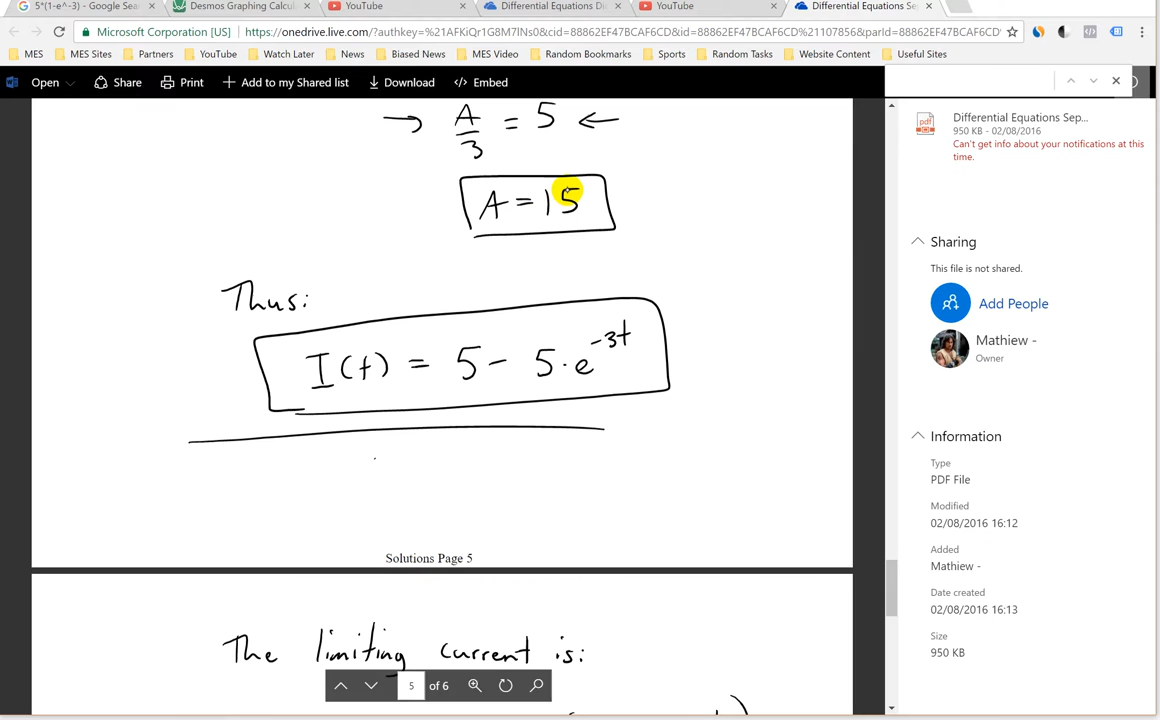 5*(1-e^-3) - Google Sea
Desmos Graphing Calcula
YouTube
Differential Equations Di
YouTube
Differential Equations Se
Microsoft Corporation [US]
https://onedrive.live.com/?authkey=%21AFKiQr1G8M7lNs0&cid=88862EF47BCAF6CD&id=88862EF47BCAF6CD%21107856&parId=88862EF47BCAF6CD%
MES
MES Sites
Partners
YouTube
Watch Later
News
Biased News
MES Video
Random Bookmarks
Sports
Random Tasks
Website Content
Useful Sites
Open
Share
Print
Add to my Shared list
Download
Embed
→ A/3 = 5 ←
A = 15
Thus:
I(t) = 5 - 5·e^-3t
Solutions Page 5
The limiting current is:
5 of 6
Differential Equations Sep...
950 KB - 02/08/2016
Can't get info about your notifications at this
time.
Sharing
This file is not shared.
Add People
Mathiew -
Owner
Information
Type
PDF File
Modified
02/08/2016 16:12
Added
Mathiew -
Date created
02/08/2016 16:13
Size
950 KB